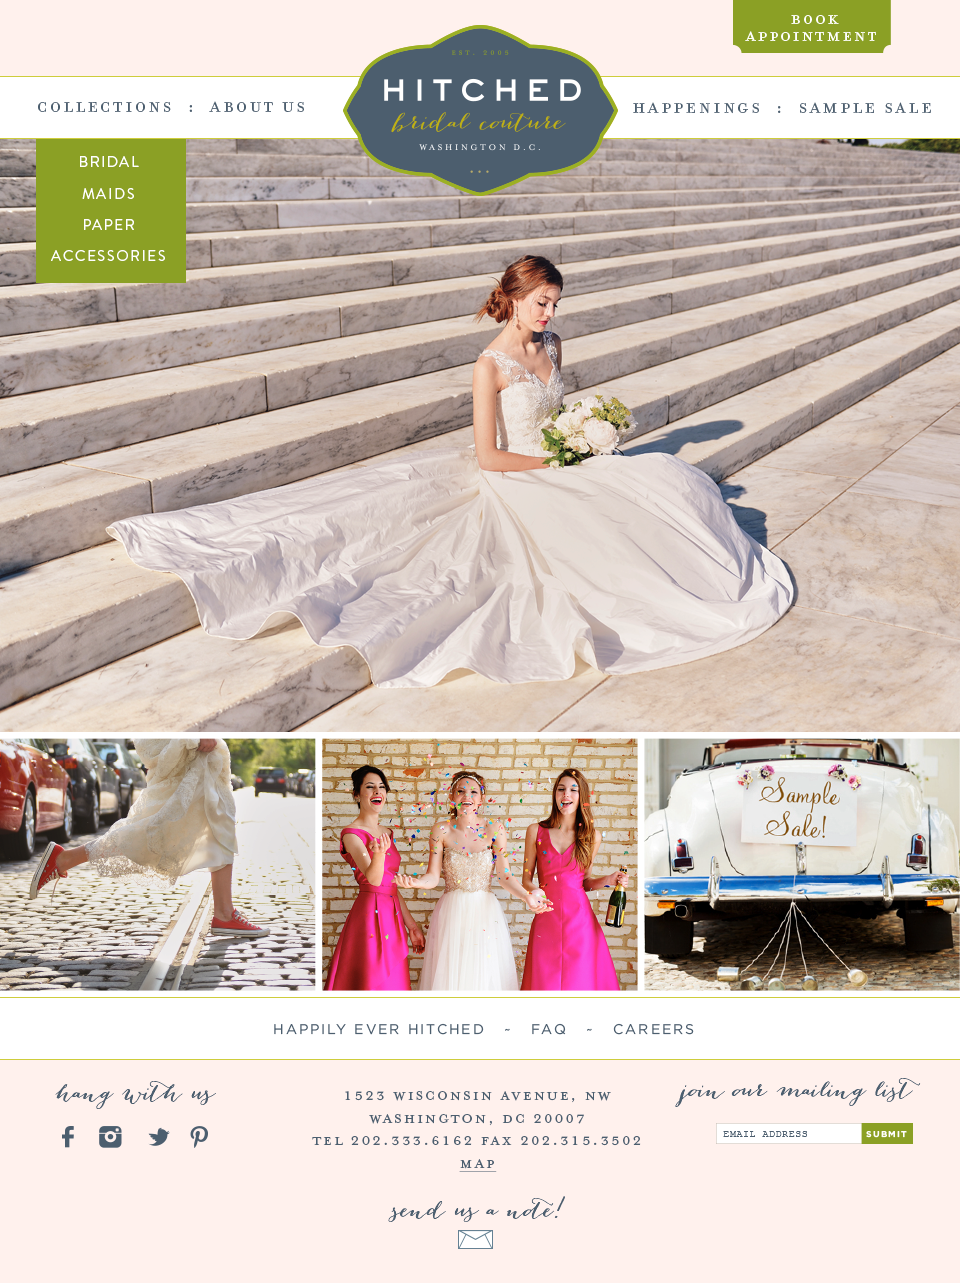 BOOK
APPOINTMENT
COLLECTIONS : ABOUT US
EST. 2005
HITCHED
bridal couture
WASHINGTON D.C.
HAPPENINGS : SAMPLE SALE
BRIDAL
MAIDS
PAPER
ACCESSORIES
Sample
Sale!
HAPPILY EVER HITCHED ~ FAQ ~ CAREERS
hang with us
1523 WISCONSIN AVENUE, NW
WASHINGTON, DC 20007
TEL 202.333.6162 FAX 202.315.3502
MAP
send us a note!
join our mailing list
EMAIL ADDRESS SUBMIT